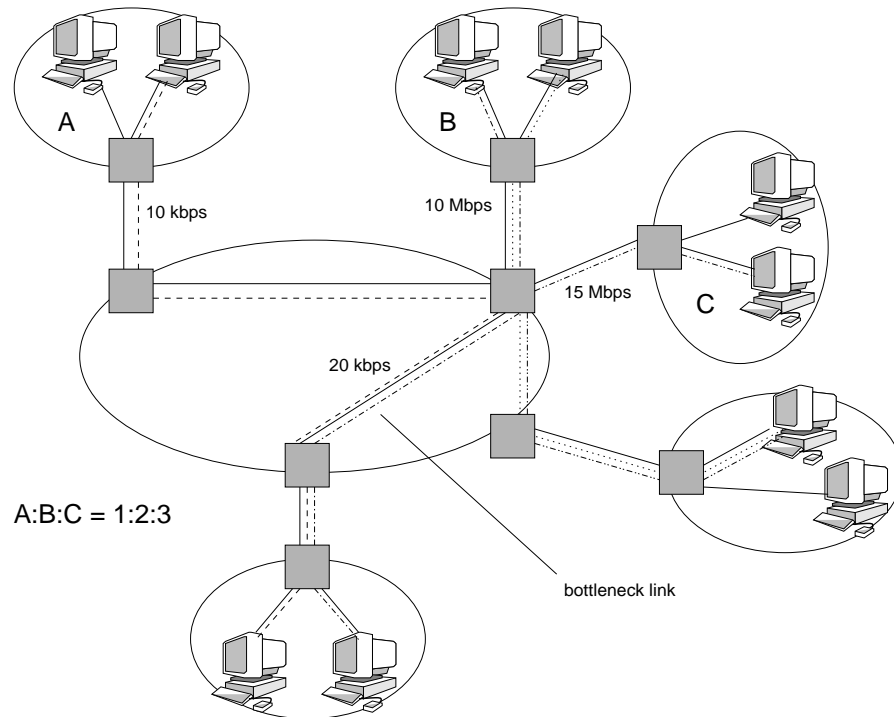 A
B
10 kbps
10 Mbps
15 Mbps
C
20 kbps
A:B:C = 1:2:3
bottleneck link